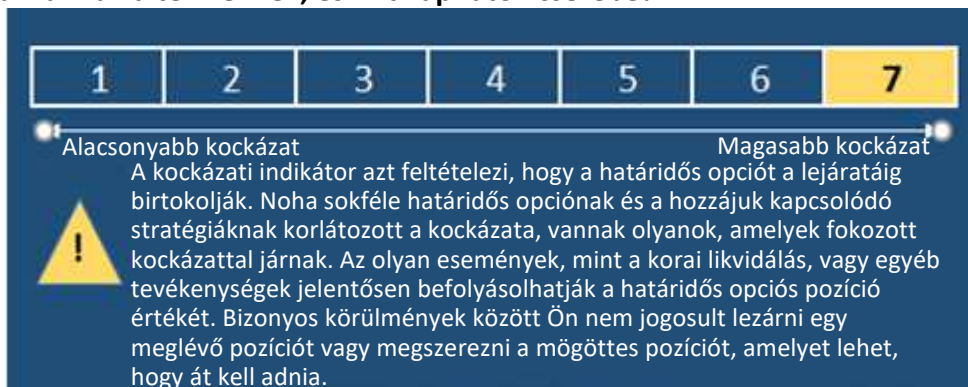 1 2 3 4 5 6 7
Alacsonyabb kockázat Magasabb kockázat
A kockázati indikátor azt feltételezi, hogy a határidős opciót a lejáratáig
birtokolják. Noha sokféle határidős opciónak és a hozzájuk kapcsolódó
stratégiáknak korlátozott a kockázata, vannak olyanok, amelyek fokozott
kockázattal járnak. Az olyan események, mint a korai likvidálás, vagy egyéb
tevékenységek jelentősen befolyásolhatják a határidős opciós pozíció
értékét. Bizonyos körülmények között Ön nem jogosult lezárni egy
meglévő pozíciót vagy megszerezni a mögöttes pozíciót, amelyet lehet,
hogy át kell adnia.